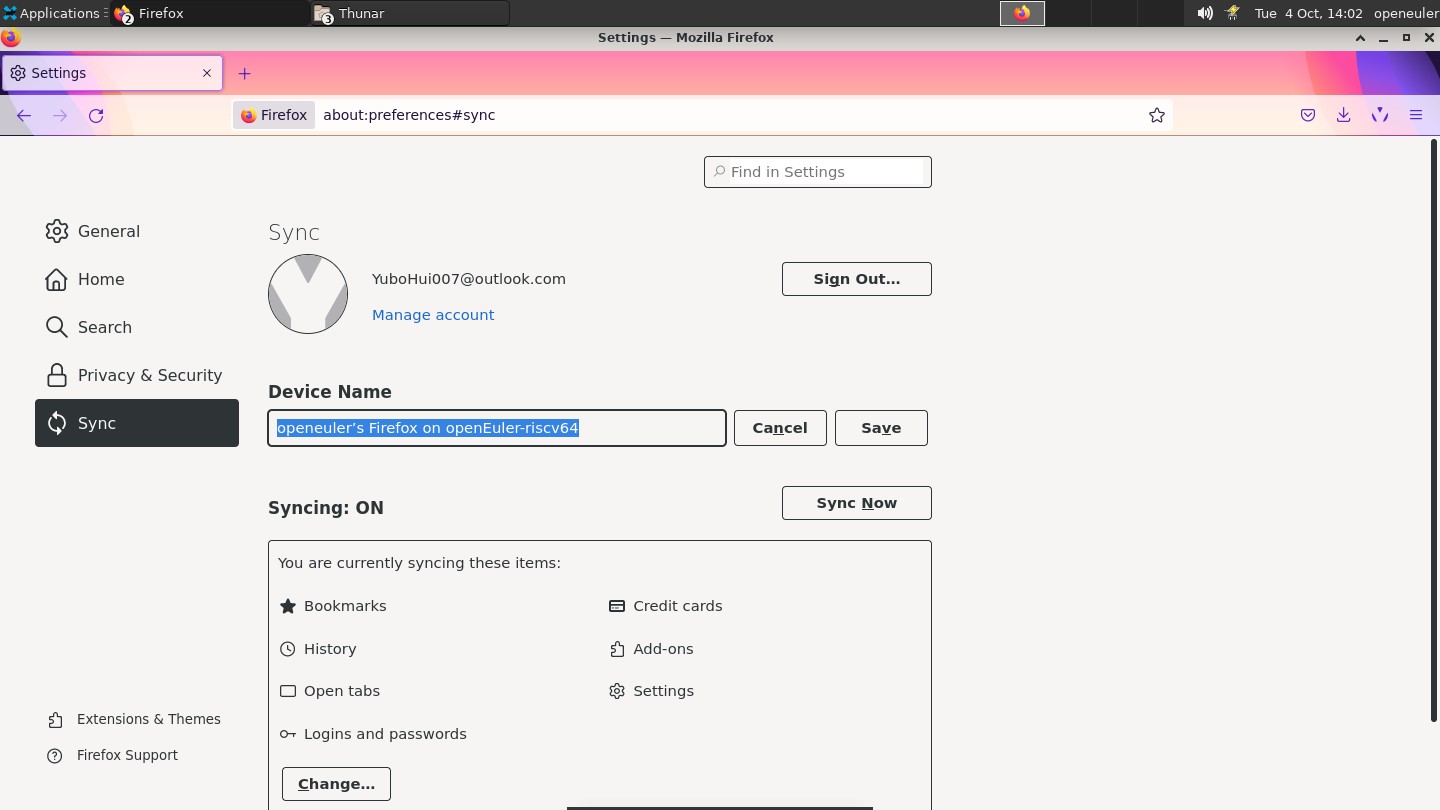 Applications
2 Firefox
3 Thunar
Tue 4 Oct, 14:02 openeuler
Settings — Mozilla Firefox
Settings
Firefox about:preferences#sync
Find in Settings
General
Home
Search
Privacy & Security
Sync
Extensions & Themes
Firefox Support
Sync
YuboHui007@outlook.com
Sign Out…
Manage account
Device Name
openeuler’s Firefox on openEuler-riscv64
Cancel
Save
Syncing: ON
Sync Now
You are currently syncing these items:
Bookmarks
Credit cards
History
Add-ons
Open tabs
Settings
Logins and passwords
Change…